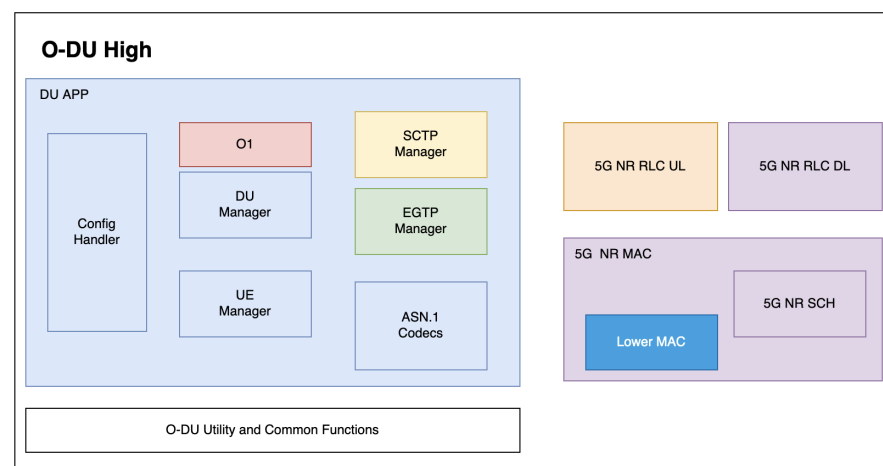 O-DU High
DU APP
Config
Handler
O1
DU
Manager
UE
Manager
SCTP
Manager
EGTP
Manager
ASN.1
Codecs
5G NR RLC UL
5G NR RLC DL
5G  NR MAC
5G NR SCH
Lower MAC
O-DU Utility and Common Functions